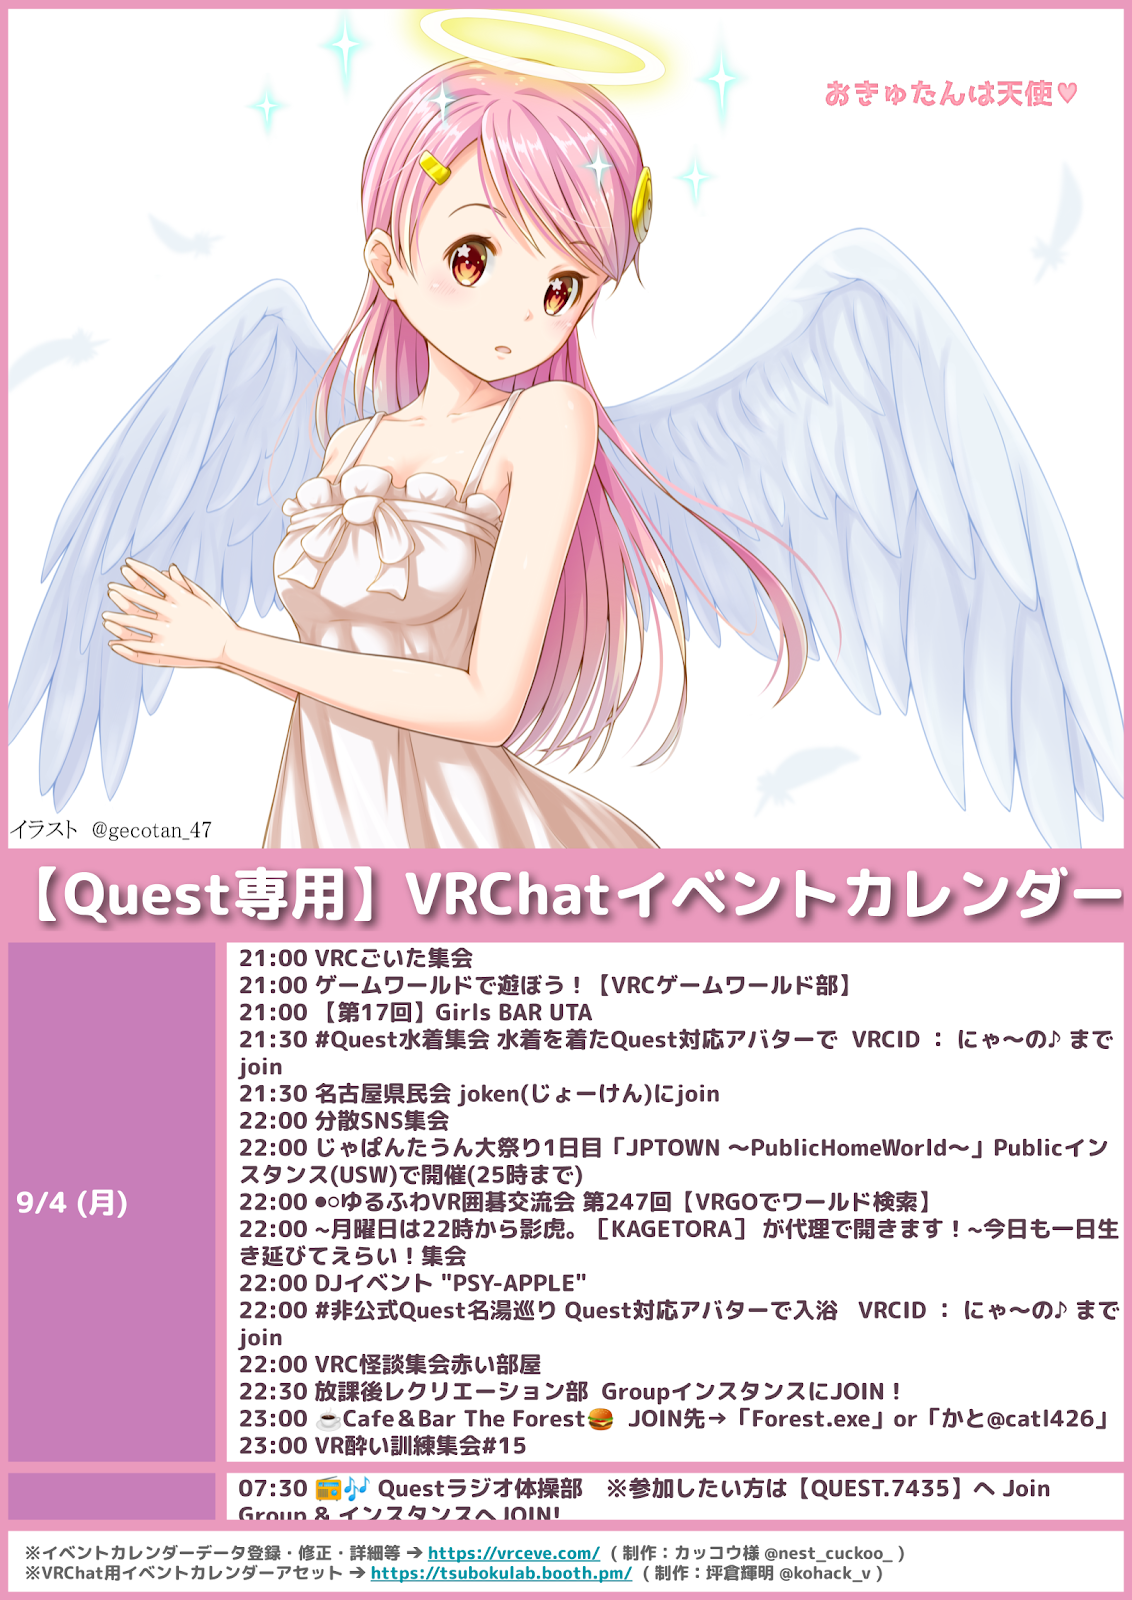 おきゅたんは天使♥
イラスト @gecotan_47
【Quest専用】VRChatイベントカレンダー
9/4 (月)
21:00 VRCごいた集会
21:00 ゲームワールドで遊ぼう！【VRCゲームワールド部】
21:00 【第17回】Girls BAR UTA
21:30 #Quest水着集会 水着を着たQuest対応アバターで VRCID ： にゃ～の♪ まで
join
21:30 名古屋県民会 joken(じょーけん)にjoin
22:00 分散SNS集会
22:00 じゃぱんたうん大祭り1日目「JPTOWN ～PublicHomeWorld～」Publicイン
スタンス(USW)で開催(25時まで)
22:00 ●○ゆるふわVR囲碁交流会 第247回【VRGOでワールド検索】
22:00 ~月曜日は22時から影虎。［KAGETORA］ が代理で開きます！~今日も一日生
き延びてえらい！集会
22:00 DJイベント "PSY-APPLE"
22:00 #非公式Quest名湯巡り Quest対応アバターで入浴 VRCID ： にゃ～の♪ まで
join
22:00 VRC怪談集会赤い部屋
22:30 放課後レクリエーション部 GroupインスタンスにJOIN！
23:00 ☕Cafe＆Bar The Forest🍔 JOIN先→「Forest.exe」or「かと@catl426」
23:00 VR酔い訓練集会#15
07:30 📻🎶 Questラジオ体操部 ※参加したい方は【QUEST.7435】へ Join
Group & インスタンスへJOIN!
※イベントカレンダーデータ登録・修正・詳細等 ➔ https://vrceve.com/ ( 制作：カッコウ様 @nest_cuckoo_ )
※VRChat用イベントカレンダーアセット ➔ https://tsubokulab.booth.pm/ ( 制作：坪倉輝明 @kohack_v )